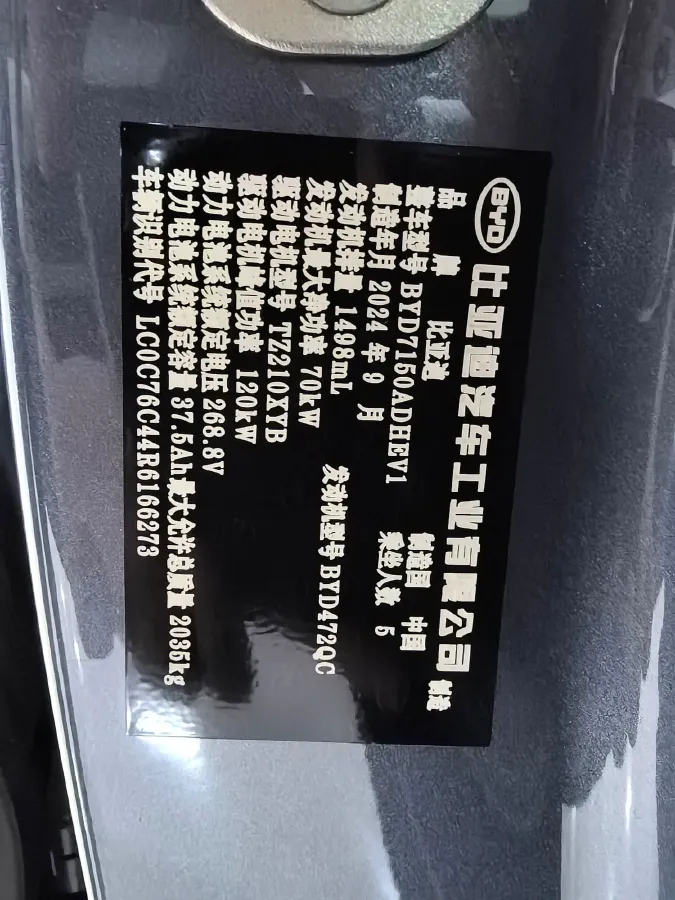 BYD 比亚迪汽车工业有限公司 制造
品牌 比亚迪 制造国 中国
整车型号 BYD7150ADHEV1 乘坐人数 5
制造年月 2024 年 9 月
发动机排量 1498mL 发动机型号 BYD472QC
发动机最大净功率 70kW
驱动电机型号 TZ210XYB
驱动电机峰值功率 120kW
动力电池系统额定电压 268.8V
动力电池系统额定容量 37.5Ah 最大允许总质量 2035kg
车辆识别代号 LC0C76C44R6166273